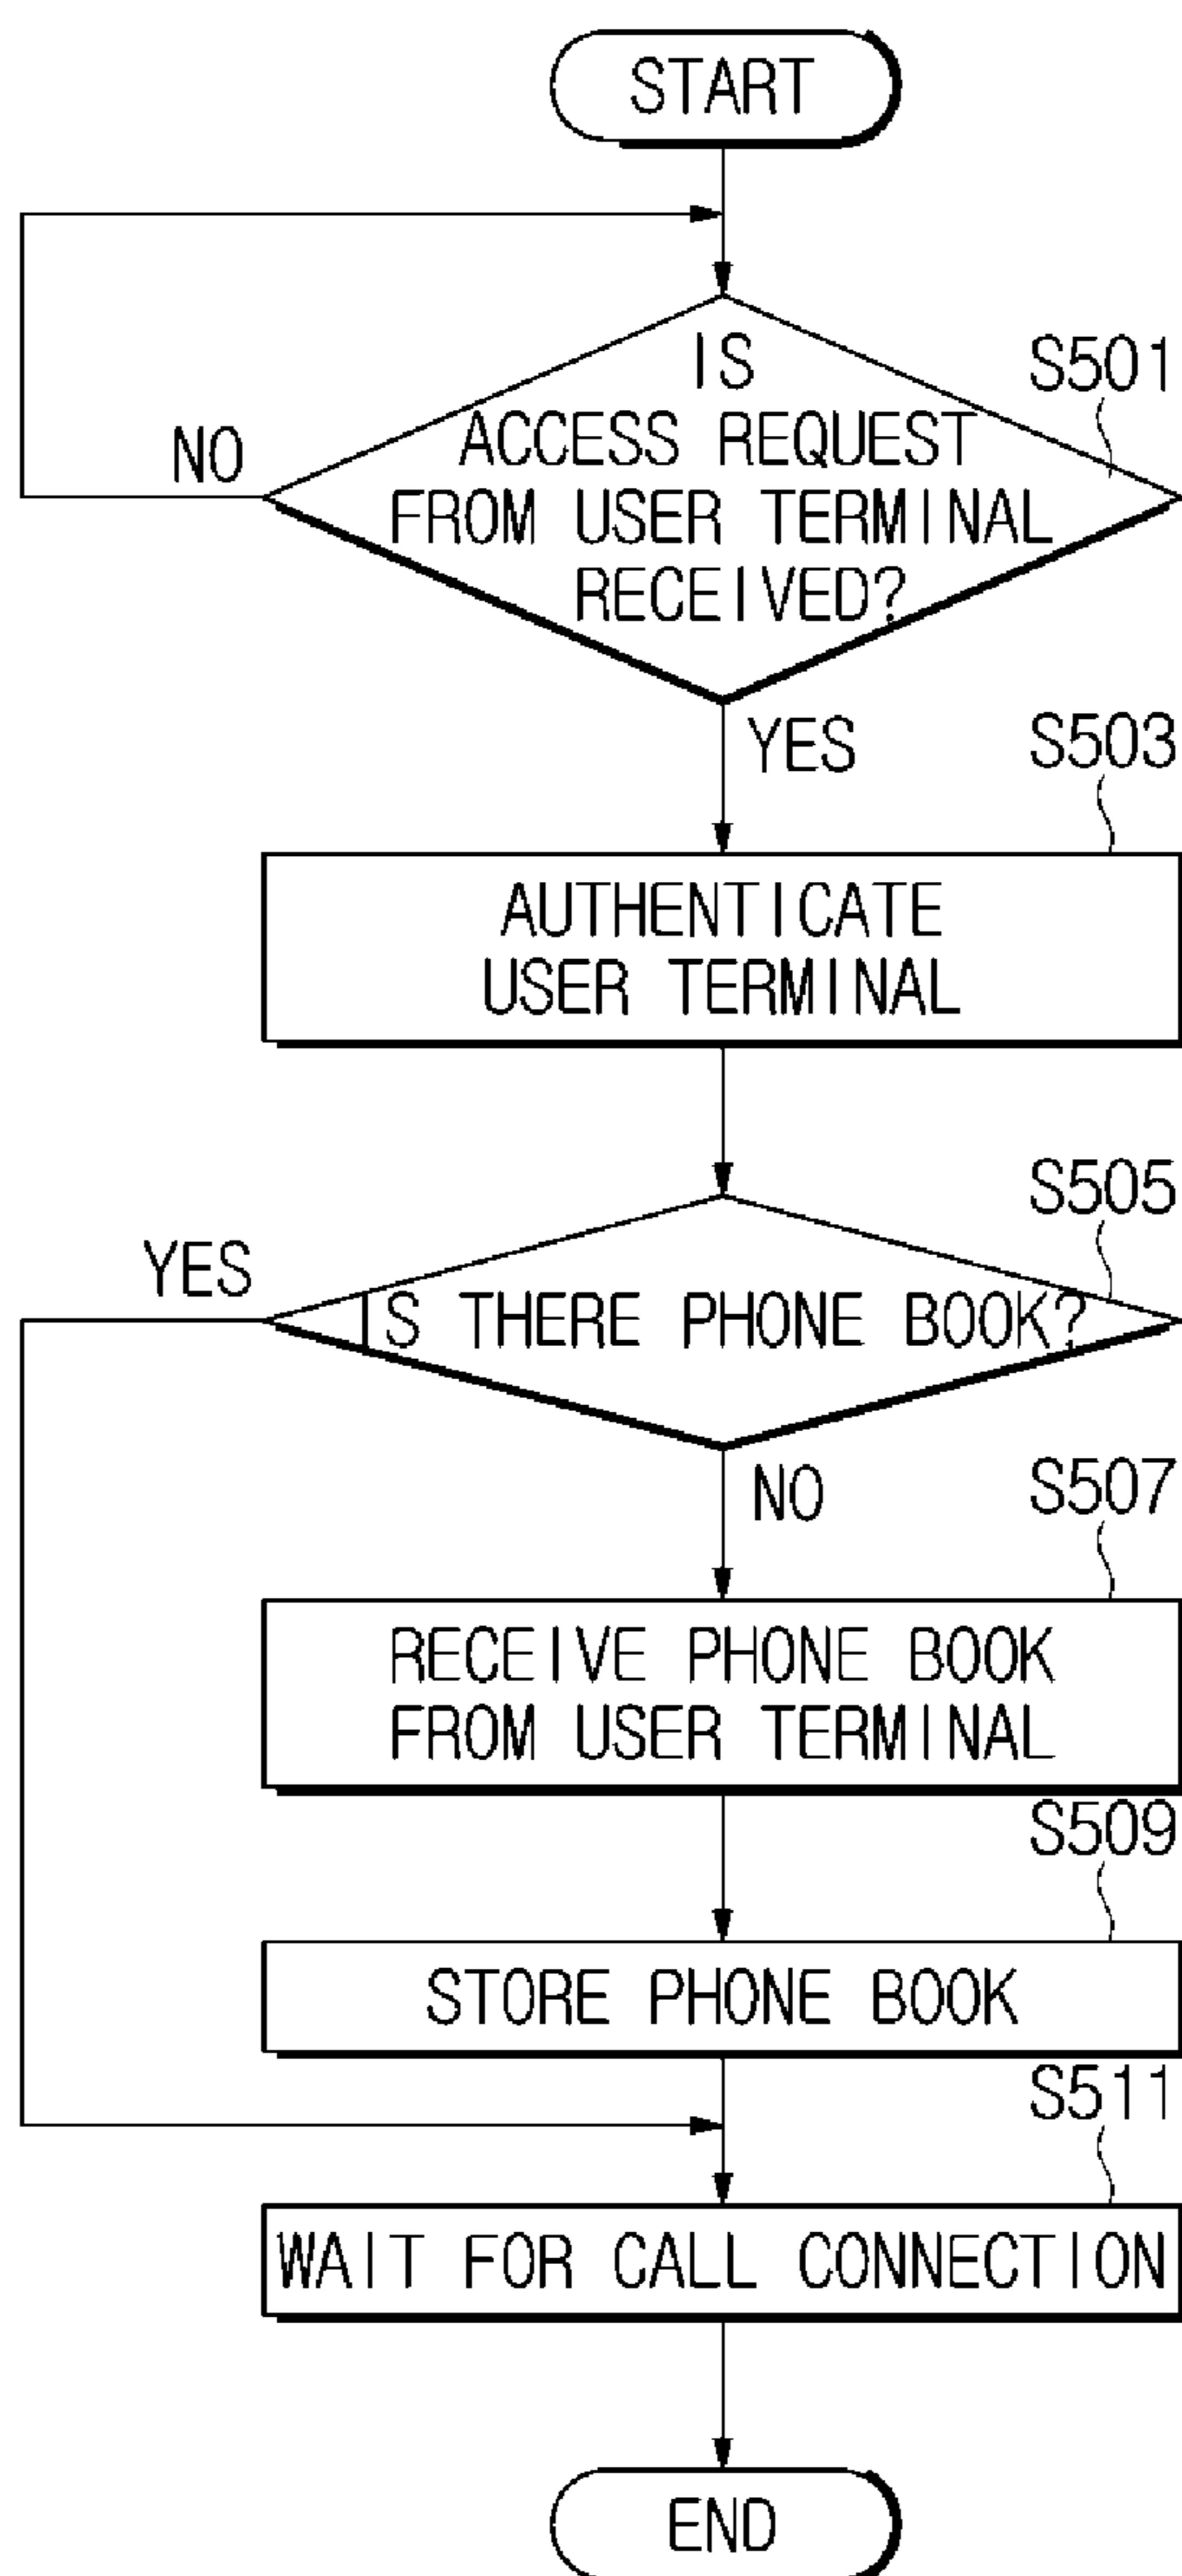 START
IS
ACCESS REQUEST
FROM USER TERMINAL
RECEIVED?
S501
NO
YES
S503
AUTHENTICATE
USER TERMINAL
S505
YES
IS THERE PHONE BOOK?
NO
S507
RECEIVE PHONE BOOK
FROM USER TERMINAL
S509
STORE PHONE BOOK
S511
WAIT FOR CALL CONNECTION
END